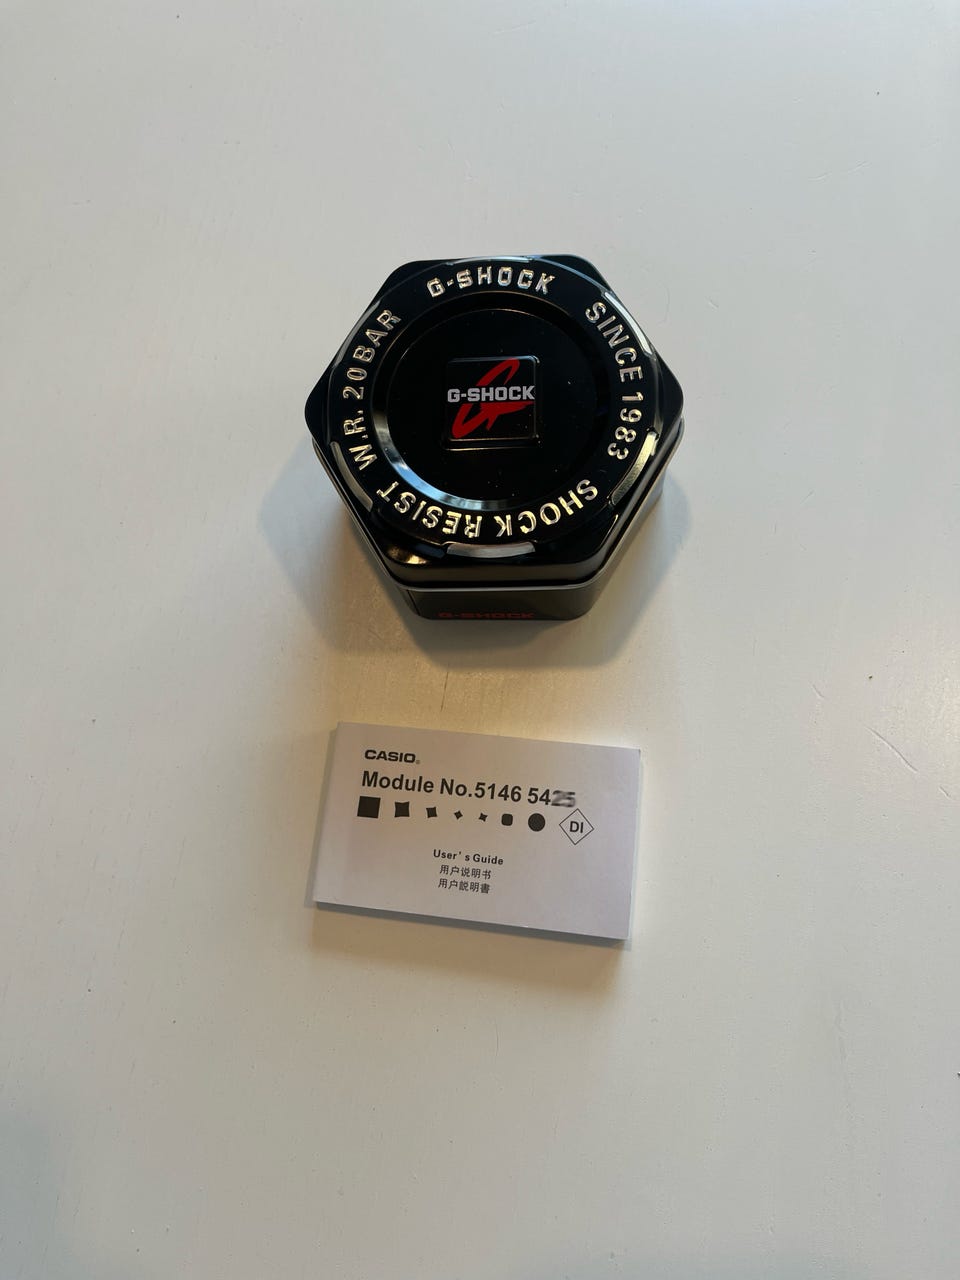 G-SHOCK
SINCE 1983
SHOCK RESIST
W.R. 20BAR
G-SHOCK
G-SHOCK
CASIO®
Module No.5146
DI
User's Guide
用户说明书
用户説明書